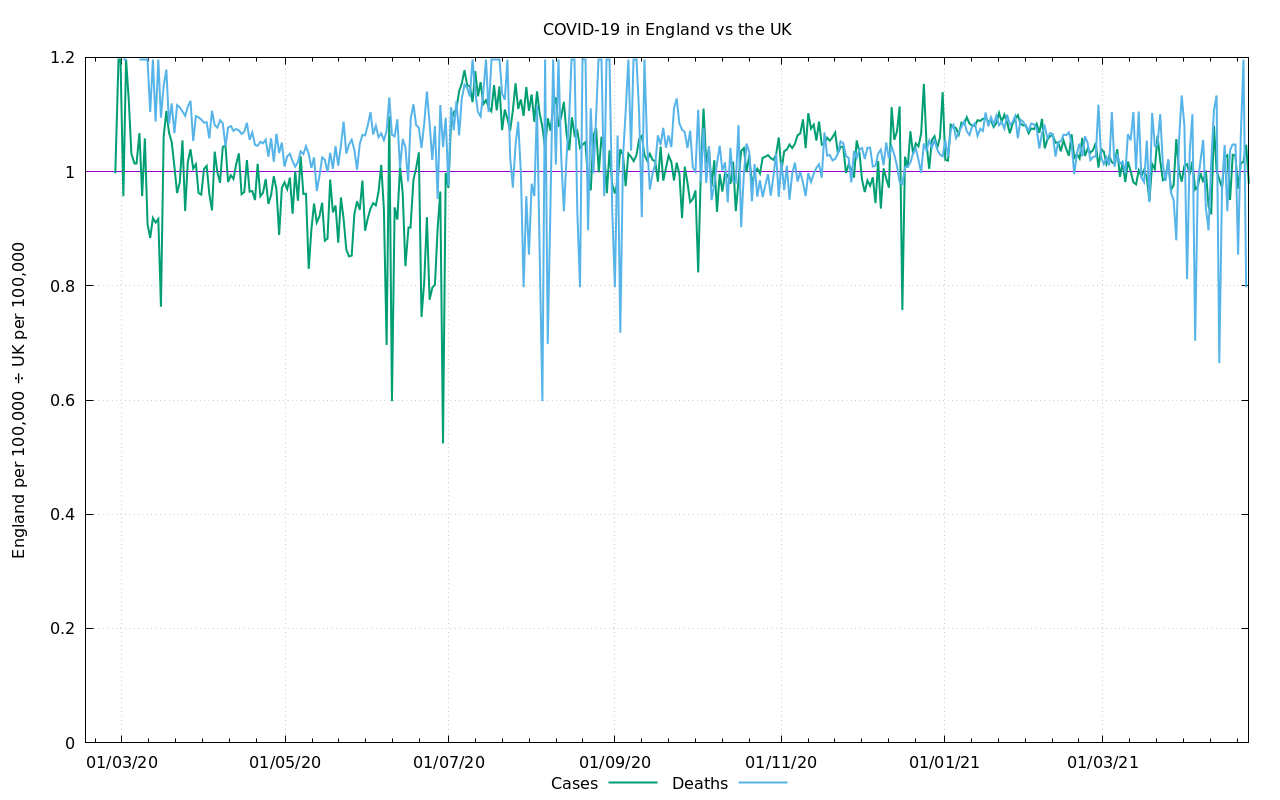 COVID-19 in England vs the UK
1.2
1
0.8
0.6
0.4
0.2
0
England per 100,000 ÷ UK per 100,000
01/03/20 01/05/20 01/07/20 01/09/20 01/11/20 01/01/21 01/03/21
Cases Deaths